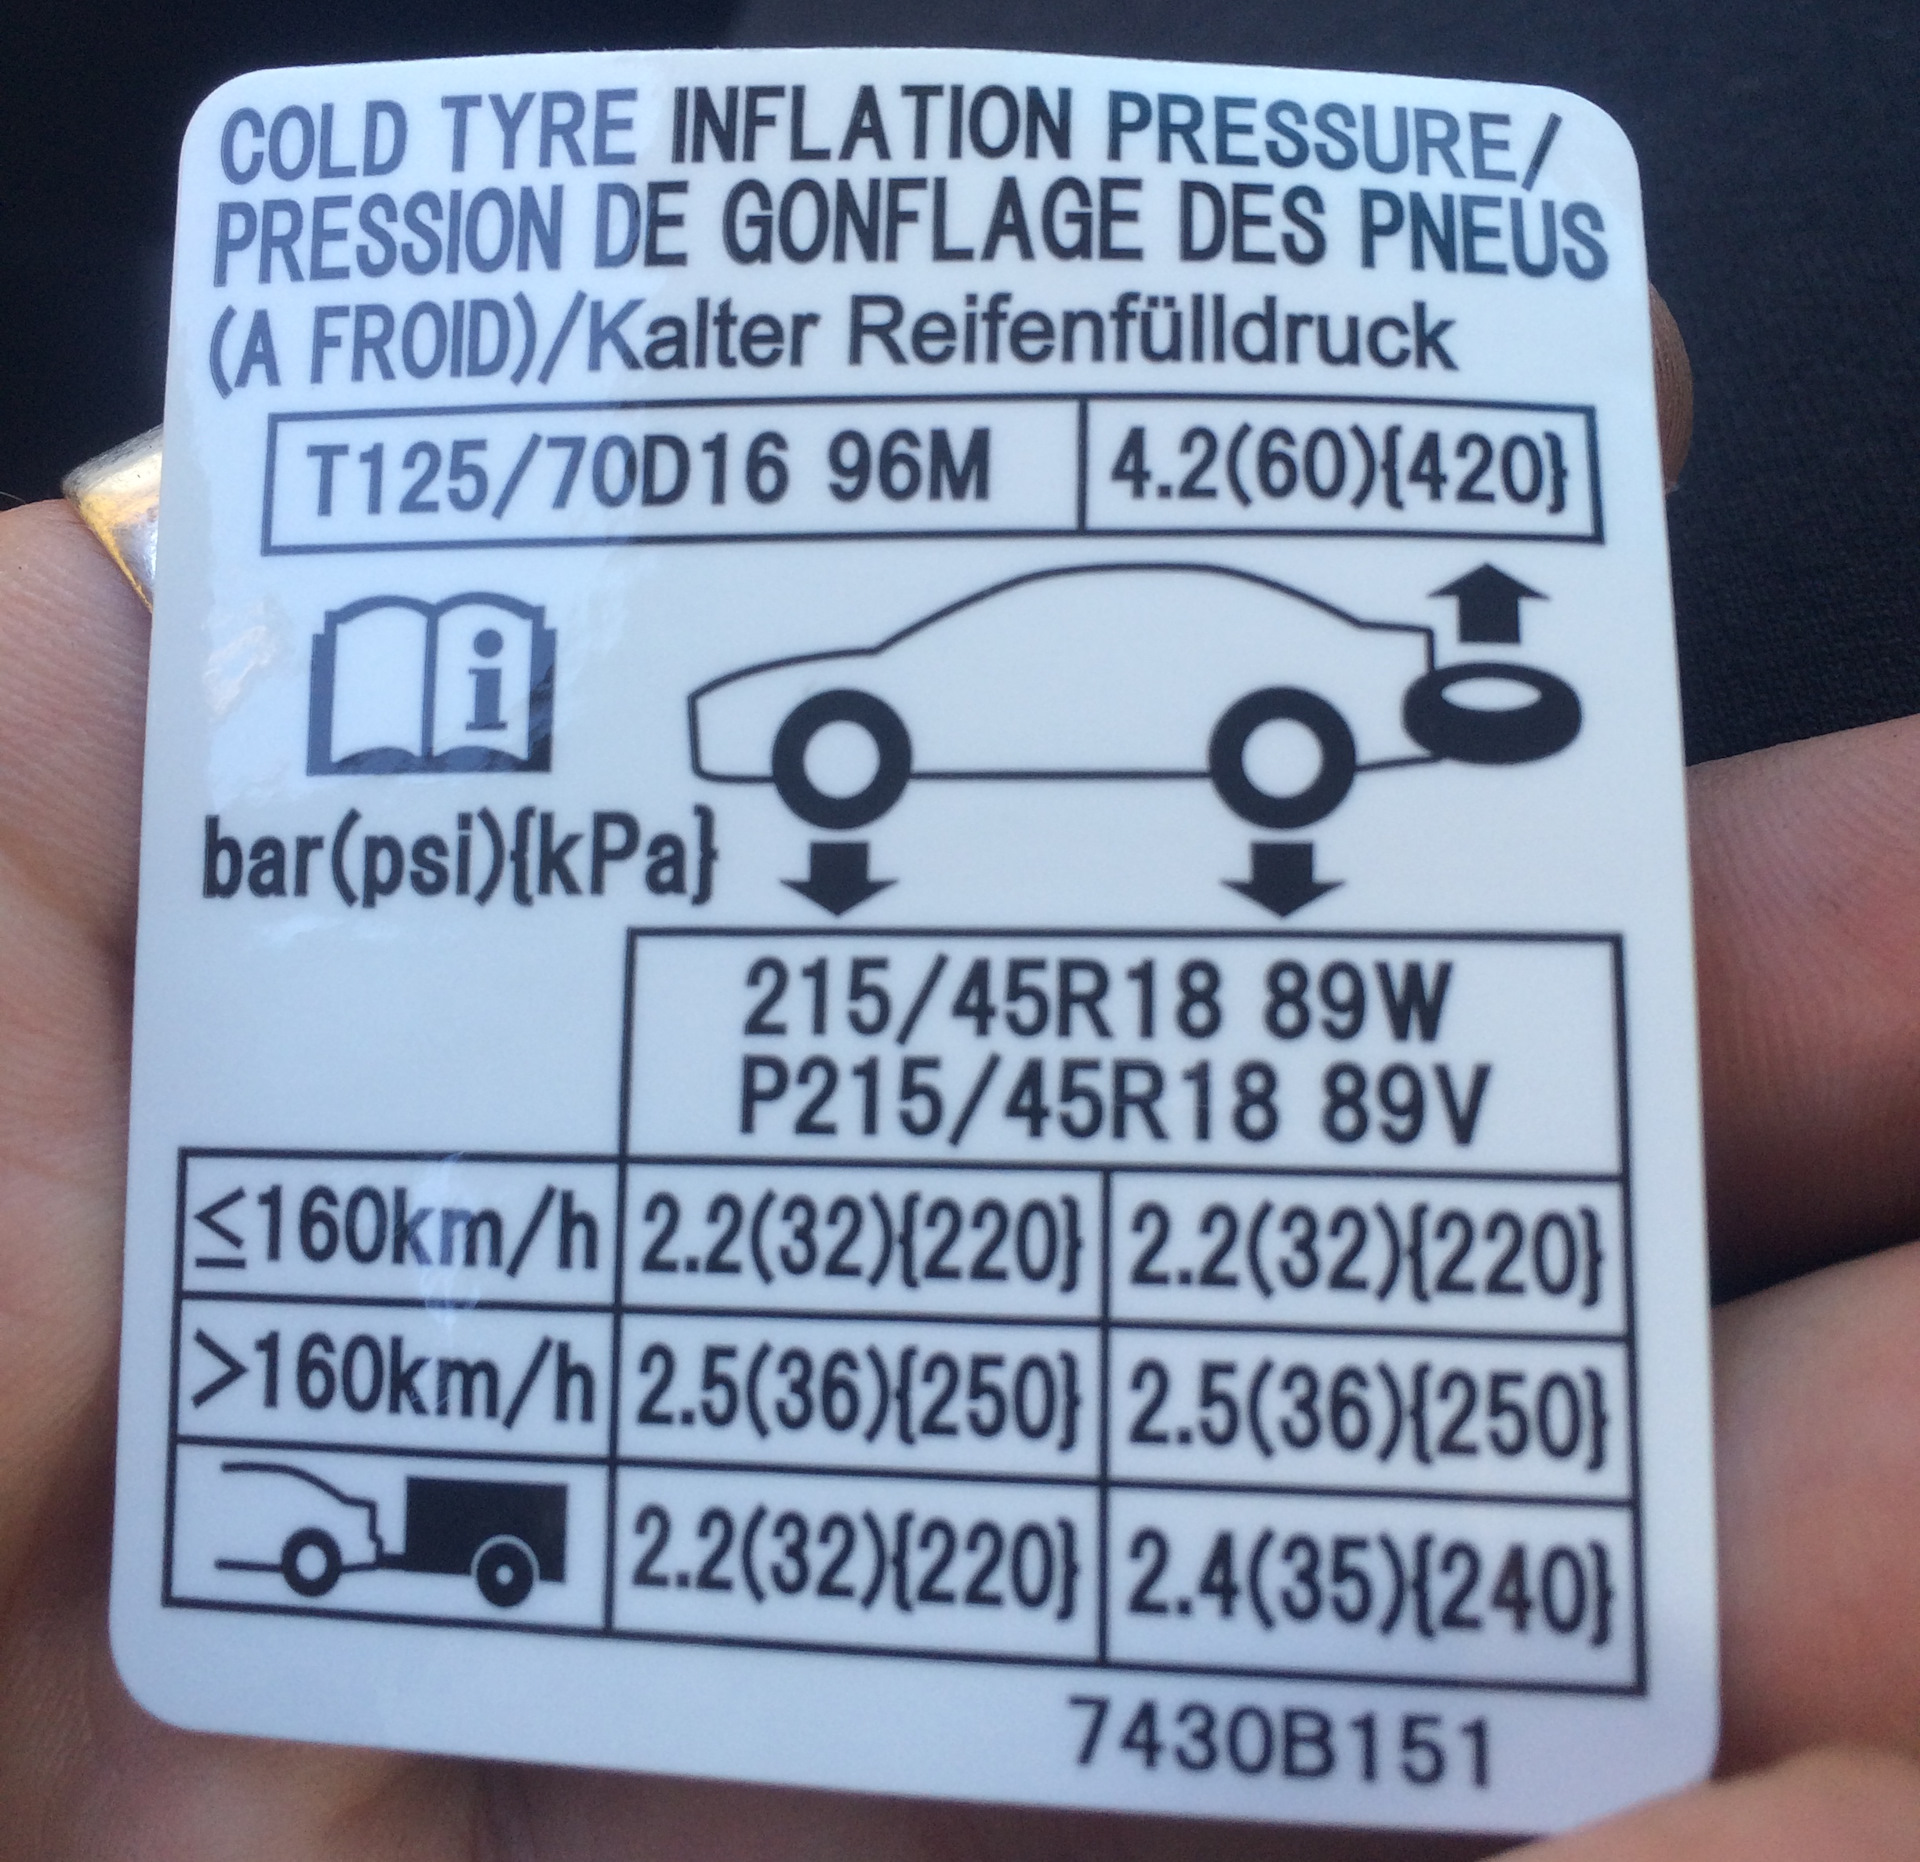 COLD TYRE INFLATION PRESSURE/
PRESSION DE GONFLAGE DES PNEUS
(A FROID)/Kalter Reifenfülldruck
T125/70D16 96M 4.2(60){420}
i
bar(psi){kPa}
215/45R18 89W
P215/45R18 89V
≤160km/h 2.2(32){220} 2.2(32){220}
>160km/h 2.5(36){250} 2.5(36){250}
2.2(32){220} 2.4(35){240}
7430B151